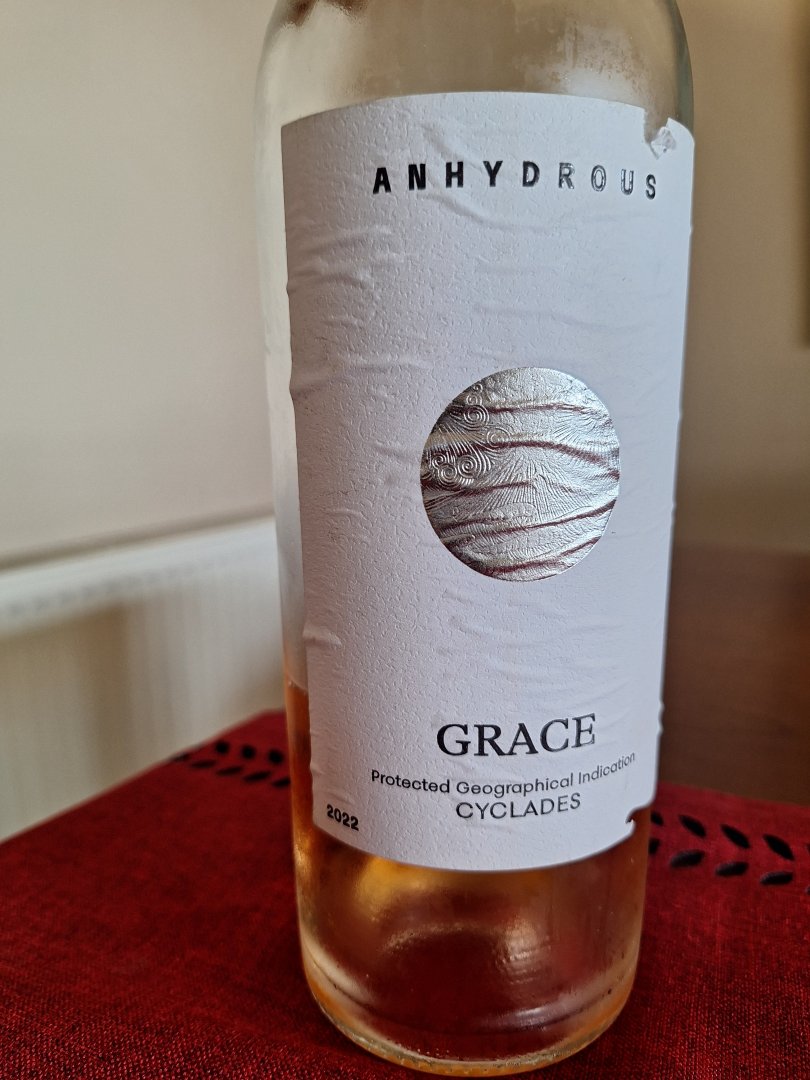 ANHYDROUS
GRACE
Protected Geographical Indication
CYCLADES
2022